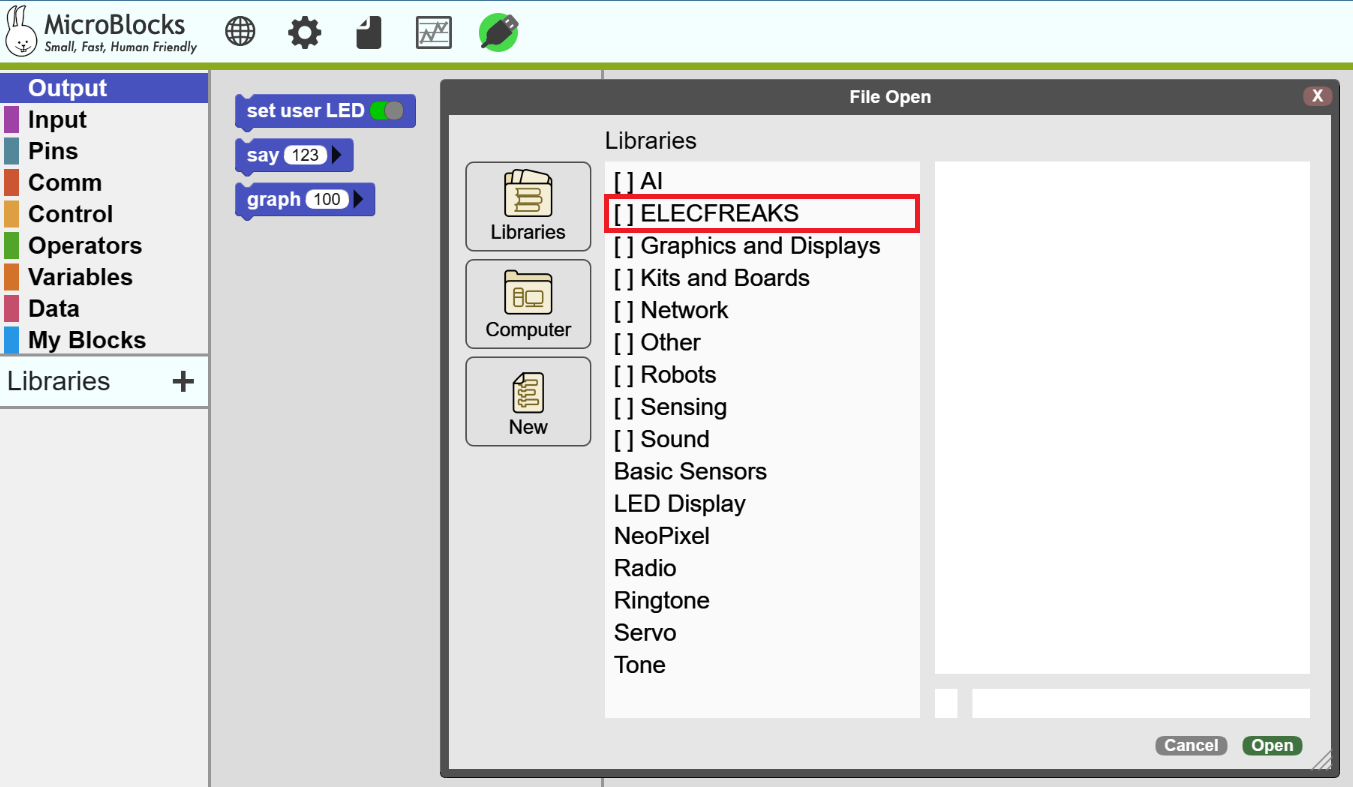 MicroBlocks
Small, Fast, Human Friendly
Output
Input
Pins
Comm
Control
Operators
Variables
Data
My Blocks
Libraries +
set user LED
say 123
graph 100
File Open X
Libraries
Computer
New
Libraries
[ ] AI
[ ] ELECFREAKS
[ ] Graphics and Displays
[ ] Kits and Boards
[ ] Network
[ ] Other
[ ] Robots
[ ] Sensing
[ ] Sound
Basic Sensors
LED Display
NeoPixel
Radio
Ringtone
Servo
Tone
Cancel Open